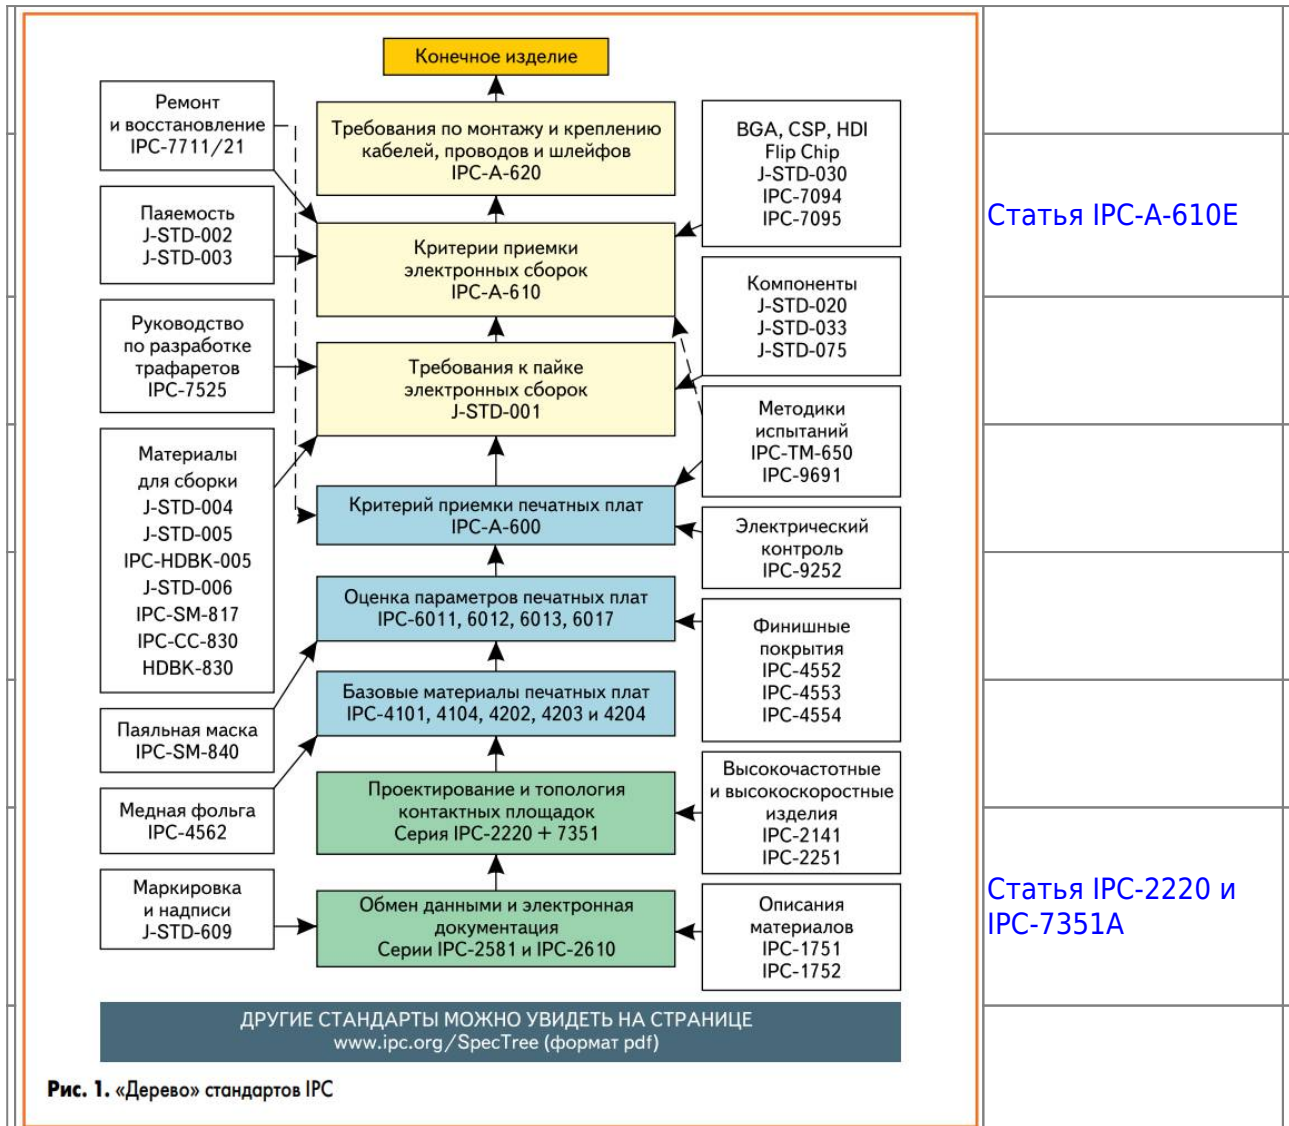 Конечное изделие
Ремонт
и восстановление
IPC-7711/21
Требования по монтажу и креплению
кабелей, проводов и шлейфов
IPC-A-620
BGA, CSP, HDI
Flip Chip
J-STD-030
IPC-7094
IPC-7095
Статья IPC-A-610E
Паяемость
J-STD-002
J-STD-003
Критерии приемки
электронных сборок
IPC-A-610
Компоненты
J-STD-020
J-STD-033
J-STD-075
Руководство
по разработке
трафаретов
IPC-7525
Требования к пайке
электронных сборок
J-STD-001
Методики
испытаний
IPC-TM-650
IPC-9691
Материалы
для сборки
J-STD-004
J-STD-005
IPC-HDBK-005
J-STD-006
IPC-SM-817
IPC-CC-830
HDBK-830
Критерий приемки печатных плат
IPC-A-600
Электрический
контроль
IPC-9252
Оценка параметров печатных плат
IPC-6011, 6012, 6013, 6017
Финишные
покрытия
IPC-4552
IPC-4553
IPC-4554
Базовые материалы печатных плат
IPC-4101, 4104, 4202, 4203 и 4204
Паяльная маска
IPC-SM-840
Высокочастотные
и высокоскоростные
изделия
IPC-2141
IPC-2251
Проектирование и топология
контактных площадок
Серия IPC-2220 + 7351
Медная фольга
IPC-4562
Маркировка
и надписи
J-STD-609
Обмен данными и электронная
документация
Серии IPC-2581 и IPC-2610
Описания
материалов
IPC-1751
IPC-1752
Статья IPC-2220 и
IPC-7351A
ДРУГИЕ СТАНДАРТЫ МОЖНО УВИДЕТЬ НА СТРАНИЦЕ
www.ipc.org/SpecTree (формат pdf)
Рис. 1. «Дерево» стандартов IPC